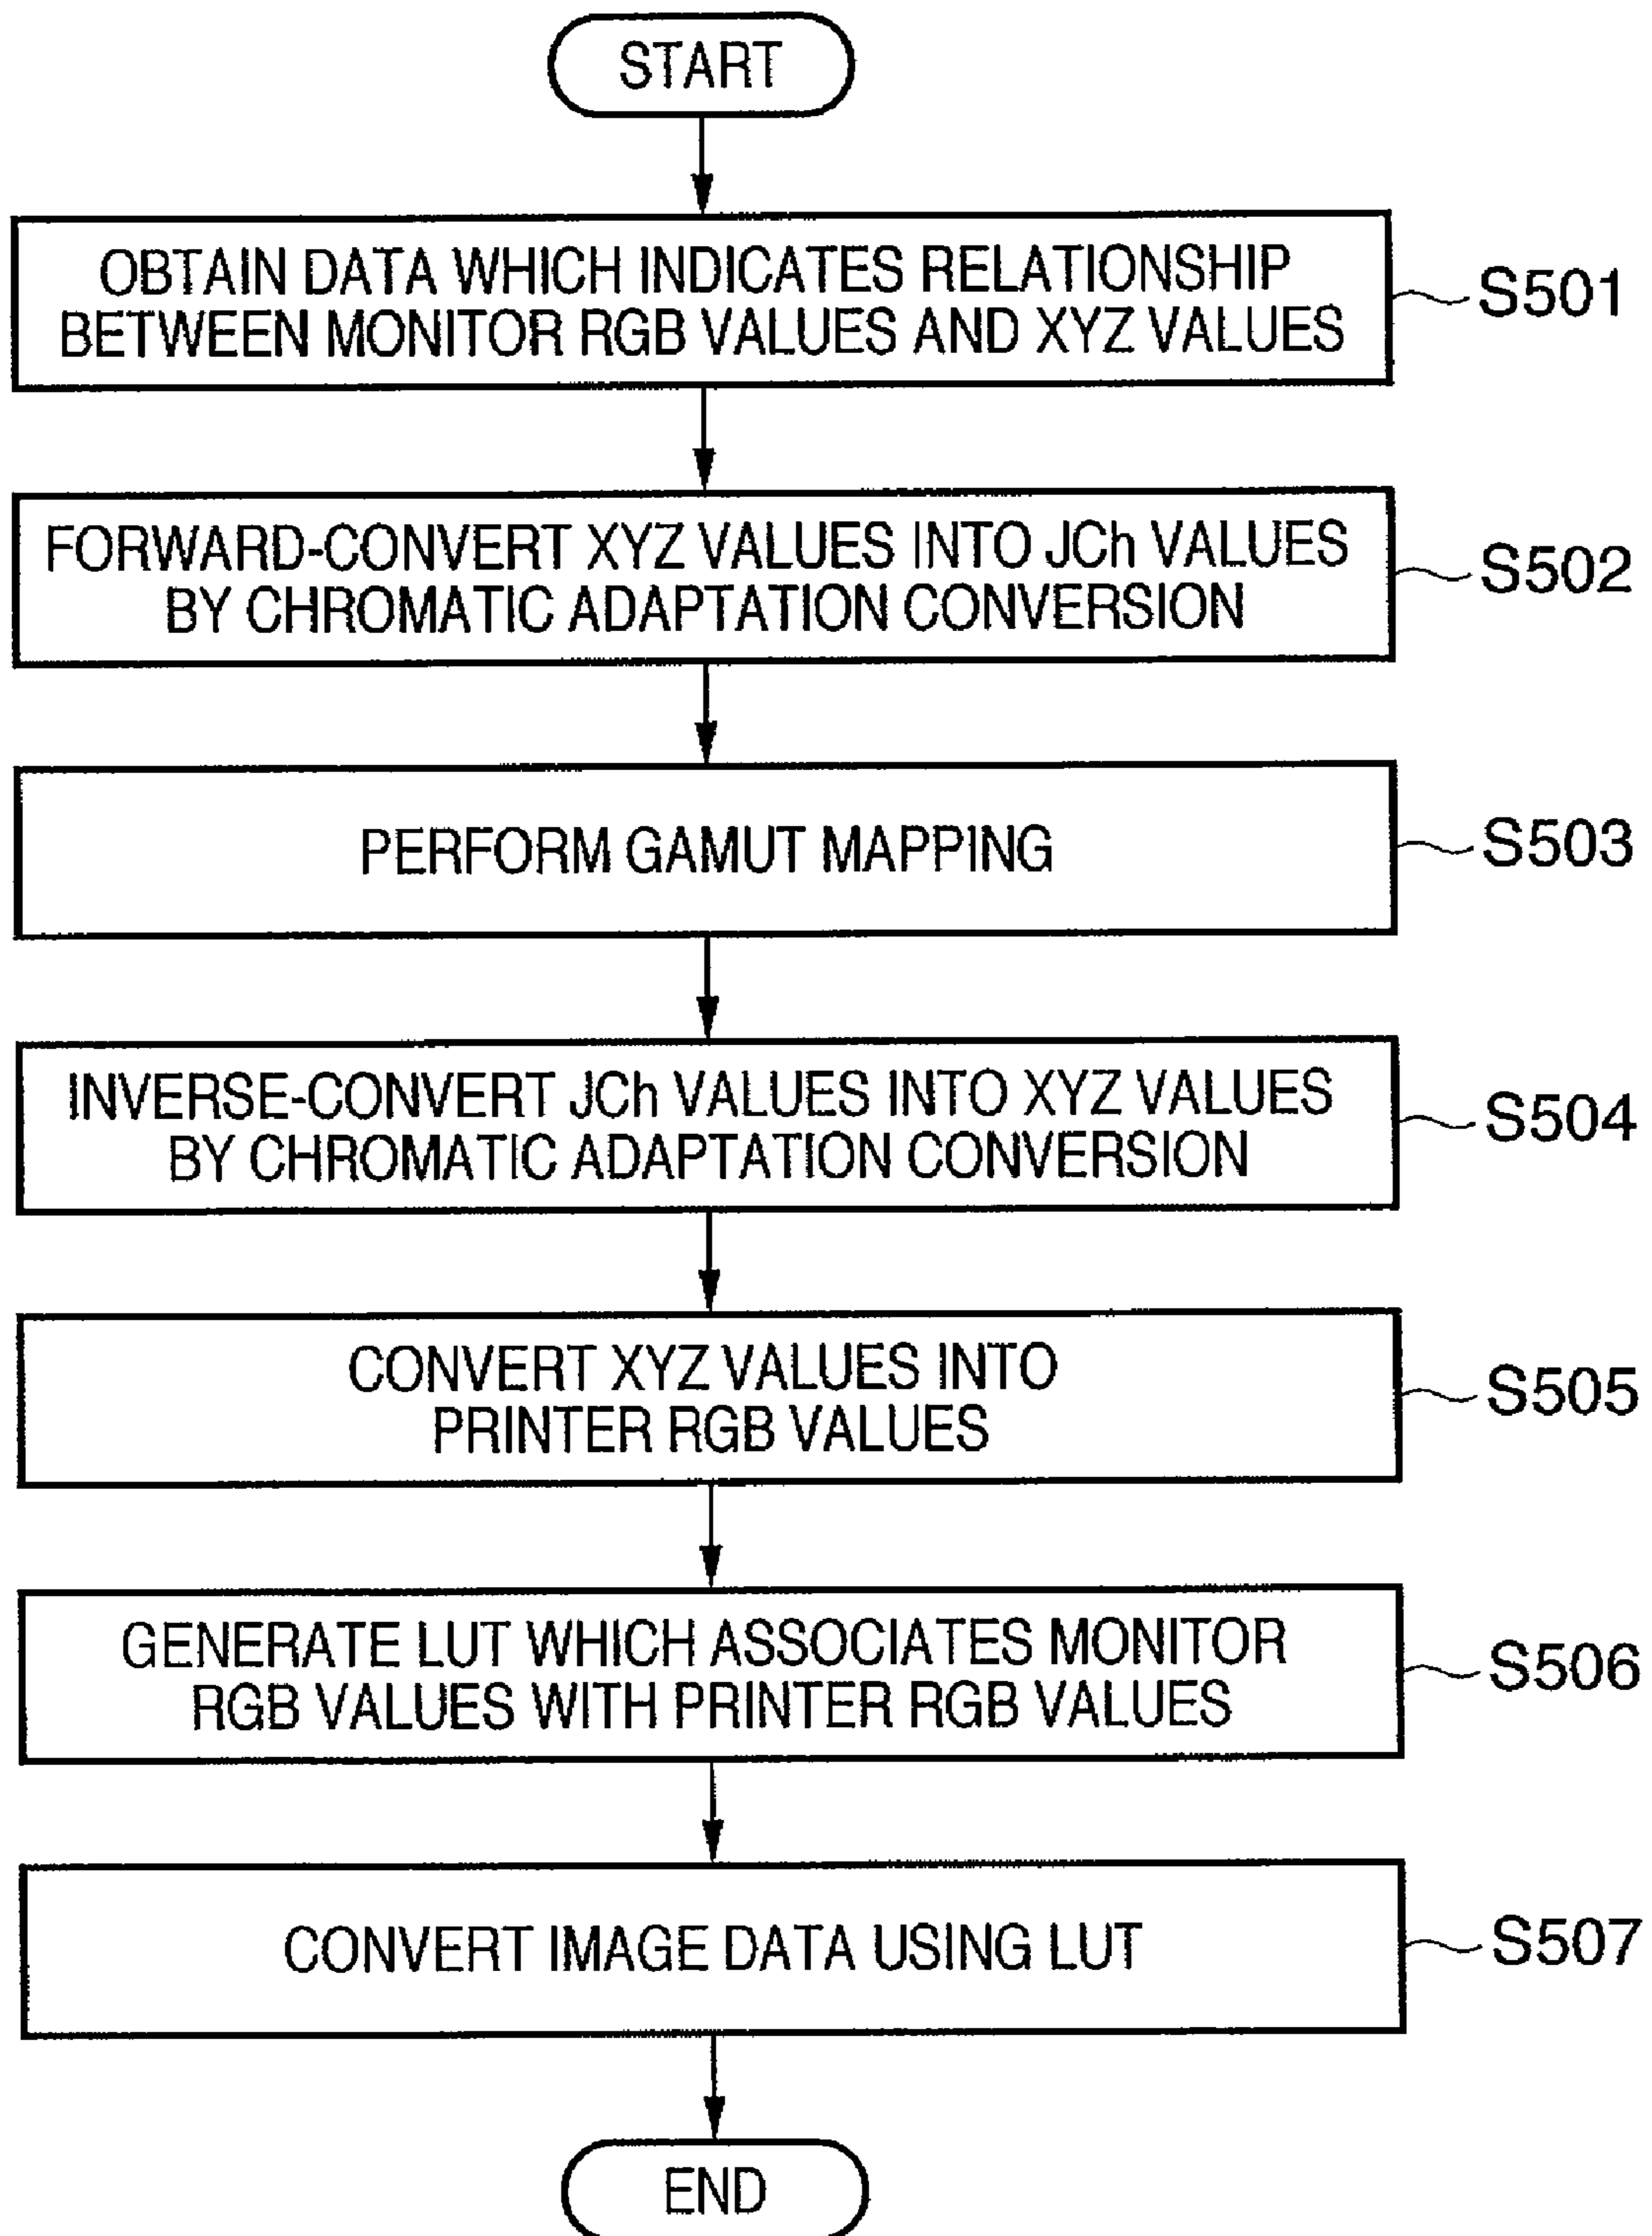 START
OBTAIN DATA WHICH INDICATES RELATIONSHIP
BETWEEN MONITOR RGB VALUES AND XYZ VALUES
S501
FORWARD-CONVERT XYZ VALUES INTO JCh VALUES
BY CHROMATIC ADAPTATION CONVERSION
S502
PERFORM GAMUT MAPPING
S503
INVERSE-CONVERT JCh VALUES INTO XYZ VALUES
BY CHROMATIC ADAPTATION CONVERSION
S504
CONVERT XYZ VALUES INTO
PRINTER RGB VALUES
S505
GENERATE LUT WHICH ASSOCIATES MONITOR
RGB VALUES WITH PRINTER RGB VALUES
S506
CONVERT IMAGE DATA USING LUT
S507
END